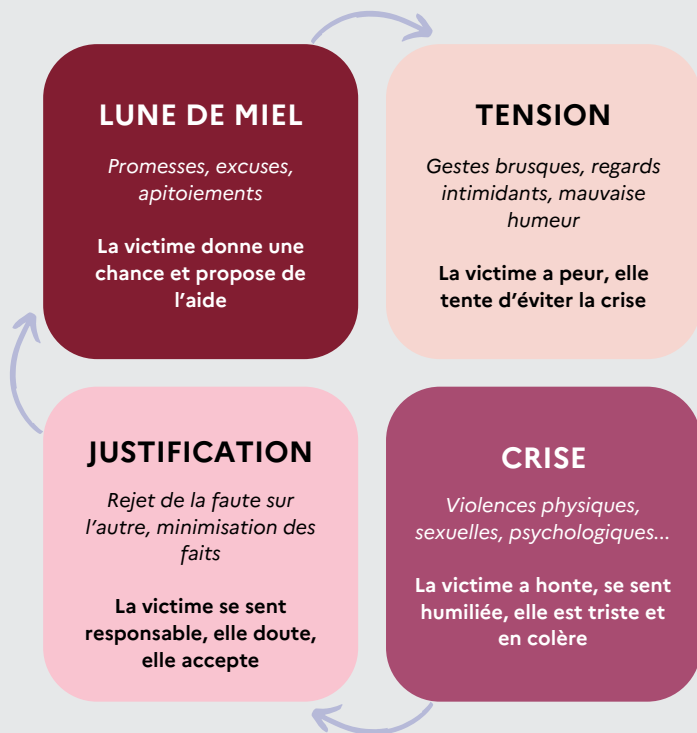 LUNE DE MIEL
Promesses, excuses,
apitoiements
La victime donne une
chance et propose de
l'aide
TENSION
Gestes brusques, regards
intimidants, mauvaise
humeur
La victime a peur, elle
tente d'éviter la crise
JUSTIFICATION
Rejet de la faute sur
l'autre, minimisation des
faits
La victime se sent
responsable, elle doute,
elle accepte
CRISE
Violences physiques,
sexuelles, psychologiques...
La victime a honte, se sent
humiliée, elle est triste et
en colère